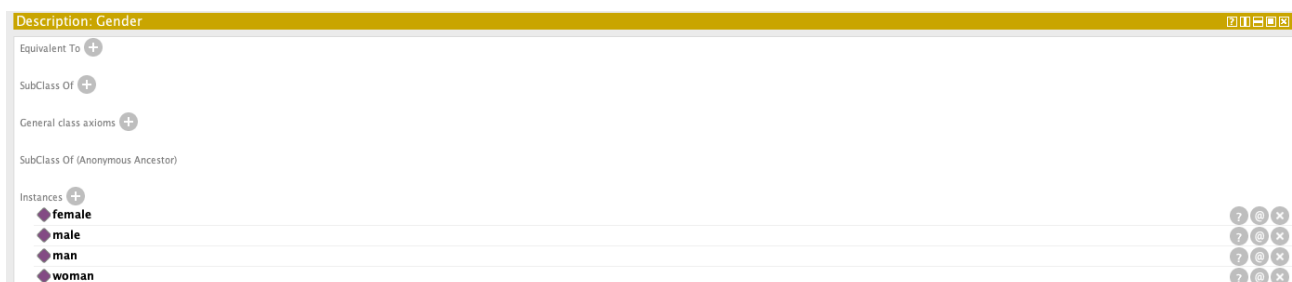 Description: Gender
Equivalent To
SubClass Of
General class axioms
SubClass Of (Anonymous Ancestor)
Instances
female
male
man
woman